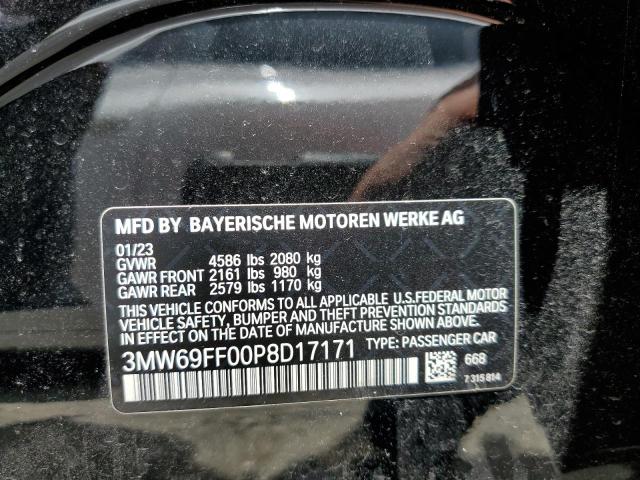 MFD BY BAYERISCHE MOTOREN WERKE AG
01/23
GVWR 4586 lbs 2080 kg
GAWR FRONT 2161 lbs 980 kg
GAWR REAR 2579 lbs 1170 kg
THIS VEHICLE CONFORMS TO ALL APPLICABLE U.S.FEDERAL MOTOR
VEHICLE SAFETY, BUMPER AND THEFT PREVENTION STANDARDS
IN EFFECT ON THE DATE OF MANUFACTURE SHOWN ABOVE.
3MW69FF00P8D17171 TYPE: PASSENGER CAR
668
7315814